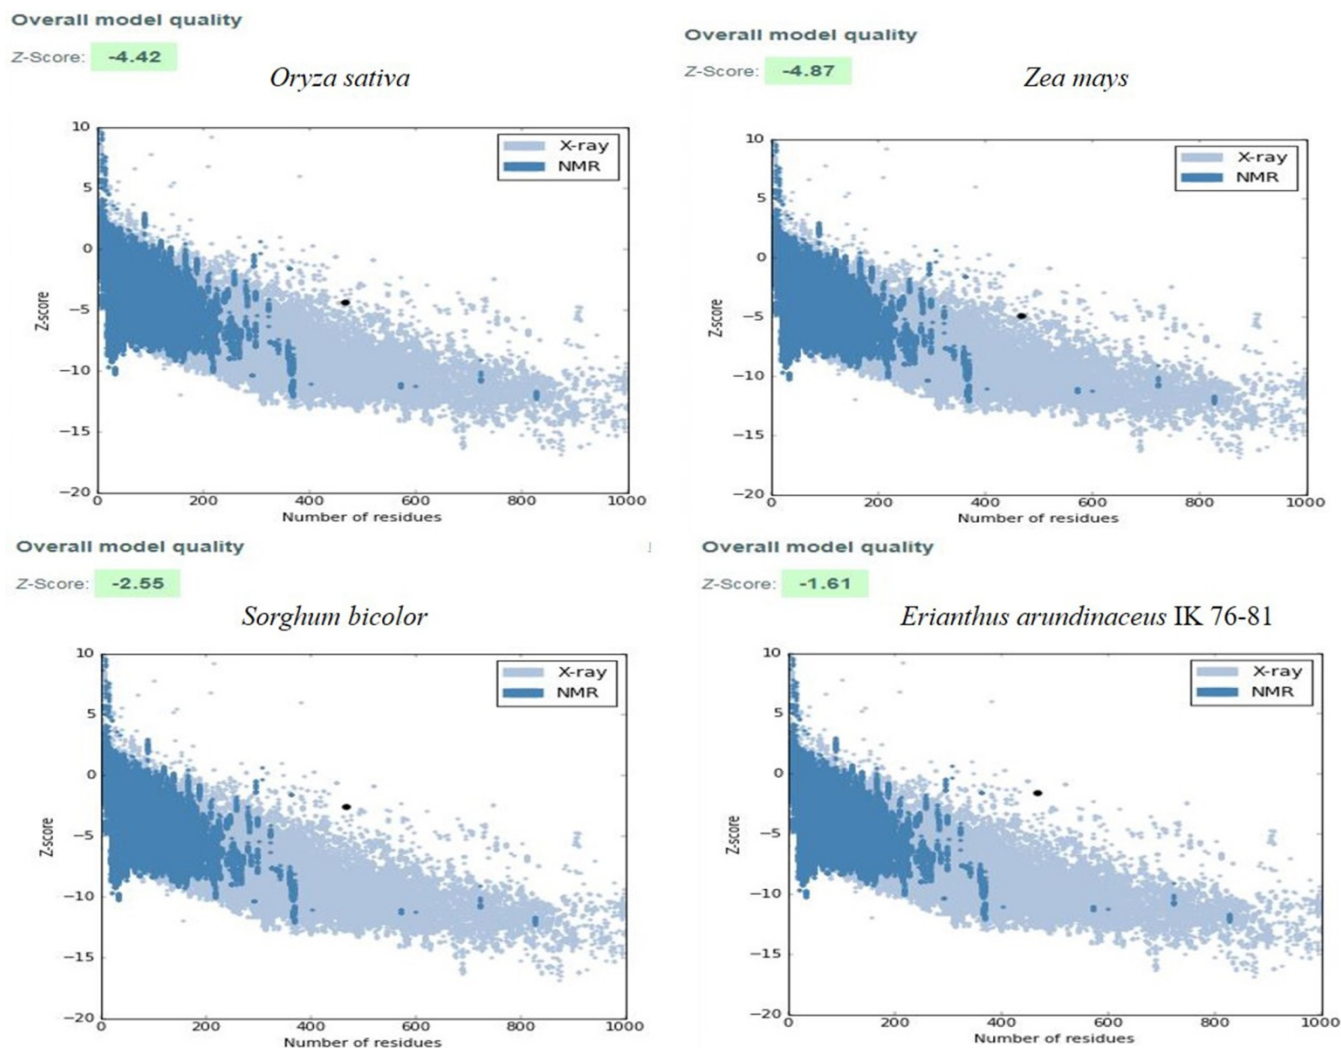 Overall model quality
Z-Score: -4.42
Oryza sativa
10
5
0
−5
−10
−15
−20
Z-score
X-ray
NMR
0 200 400 600 800 1000
Number of residues
Overall model quality
Z-Score: -4.87
Zea mays
10
5
0
−5
−10
−15
−20
Z-score
X-ray
NMR
0 200 400 600 800 1000
Number of residues
Overall model quality
Z-Score: -2.55
Sorghum bicolor
10
5
0
−5
−10
−15
−20
Z-score
X-ray
NMR
0 200 400 600 800 1000
Number of residues
Overall model quality
Z-Score: -1.61
Erianthus arundinaceus IK 76-81
10
5
0
−5
−10
−15
−20
Z-score
X-ray
NMR
0 200 400 600 800 1000
Number of residues